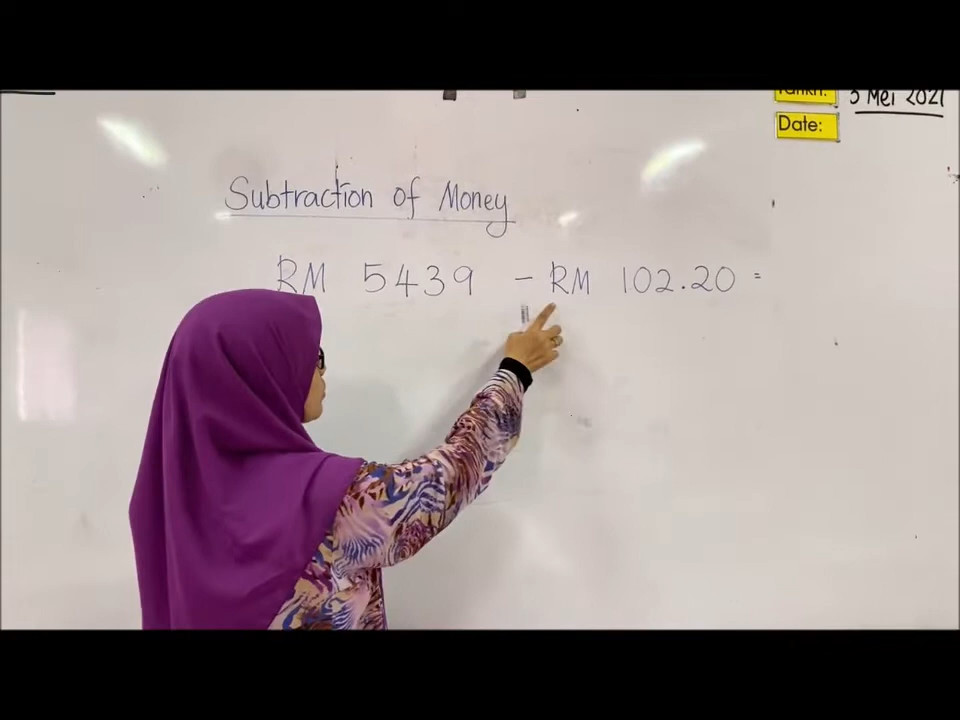 5 Mei 2021
Date:
Subtraction of Money
RM 5439 - RM 102.20 =